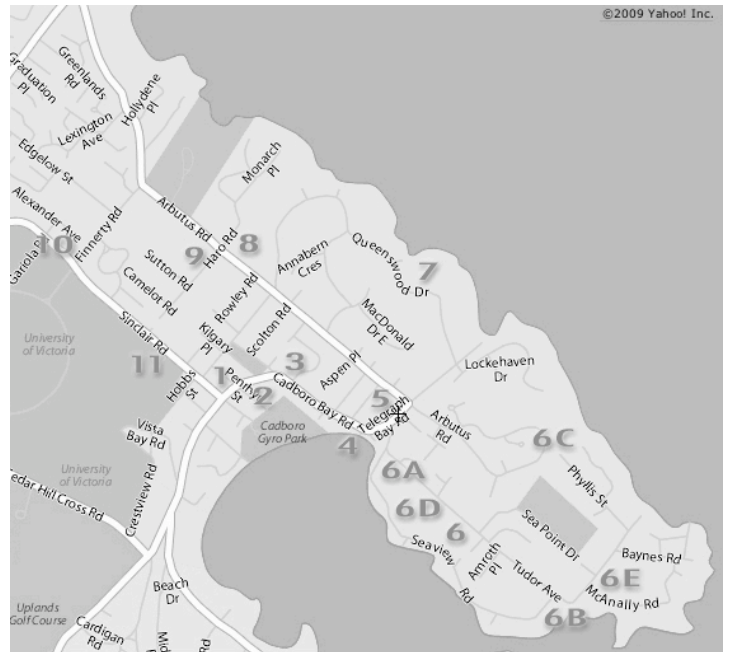 ©2009 Yahoo! Inc.
Greenlands
Rd
Graduation
Pl
Hollydene
Pl
Lexington
Ave
Edgelow St
Monarch
Pl
Alexander Ave
Finnerty Rd
Arbutus Rd
Haro Rd
8
9
10
Queenswood Dr
7
Annabern
Cres
Sutton Rd
Camelot Rd
Rowley Rd
MacDonald
Dr E
Sinclair Rd
Kilgary
Pl
Scolton Rd
University
of Victoria
11
Hobbs
St
1
Penrhy
St
2
3
Aspen Pl
Lockehaven
Dr
Cadboro Bay Rd
5
Telegraph
Bay Rd
Arbutus
Rd
Vista
Bay Rd
Cadboro
Gyro Park
4
6C
6A
Phyllis St
University
of Victoria
edar Hill Cross Rd
Crestview Rd
6D
6
Sea Point Dr
Seaview
Rd
Amroth
Pl
Tudor Ave
Baynes Rd
6E
McAnally Rd
6B
Beach
Dr
Uplands
Golf Course
Cardigan
Rd
Mid
Rd